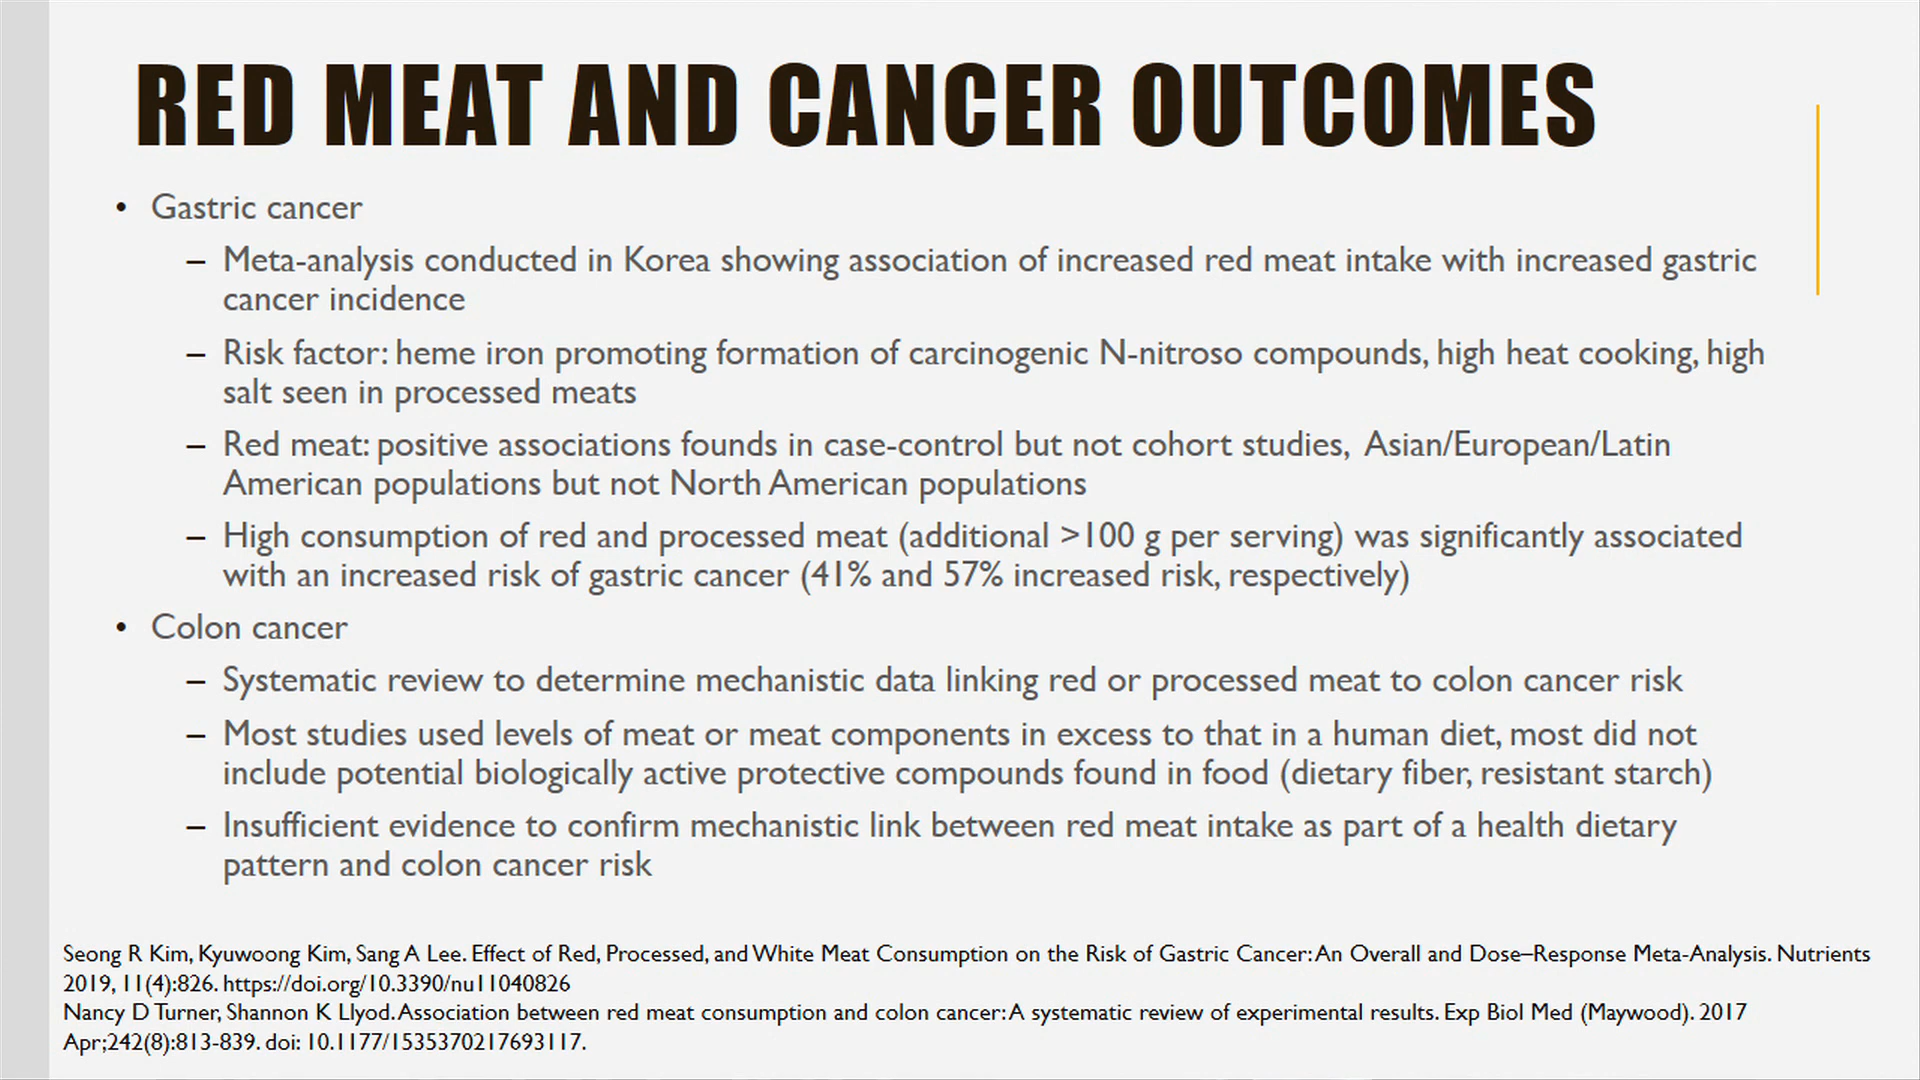 RED MEAT AND CANCER OUTCOMES
• Gastric cancer
– Meta-analysis conducted in Korea showing association of increased red meat intake with increased gastric
cancer incidence
– Risk factor: heme iron promoting formation of carcinogenic N-nitroso compounds, high heat cooking, high
salt seen in processed meats
– Red meat: positive associations founds in case-control but not cohort studies, Asian/European/Latin
American populations but not North American populations
– High consumption of red and processed meat (additional >100 g per serving) was significantly associated
with an increased risk of gastric cancer (41% and 57% increased risk, respectively)
• Colon cancer
– Systematic review to determine mechanistic data linking red or processed meat to colon cancer risk
– Most studies used levels of meat or meat components in excess to that in a human diet, most did not
include potential biologically active protective compounds found in food (dietary fiber, resistant starch)
– Insufficient evidence to confirm mechanistic link between red meat intake as part of a health dietary
pattern and colon cancer risk
Seong R Kim, Kyuwoong Kim, Sang A Lee. Effect of Red, Processed, and White Meat Consumption on the Risk of Gastric Cancer: An Overall and Dose–Response Meta-Analysis. Nutrients
2019, 11(4):826. https://doi.org/10.3390/nu11040826
Nancy D Turner, Shannon K Llyod. Association between red meat consumption and colon cancer: A systematic review of experimental results. Exp Biol Med (Maywood). 2017
Apr;242(8):813-839. doi: 10.1177/1535370217693117.